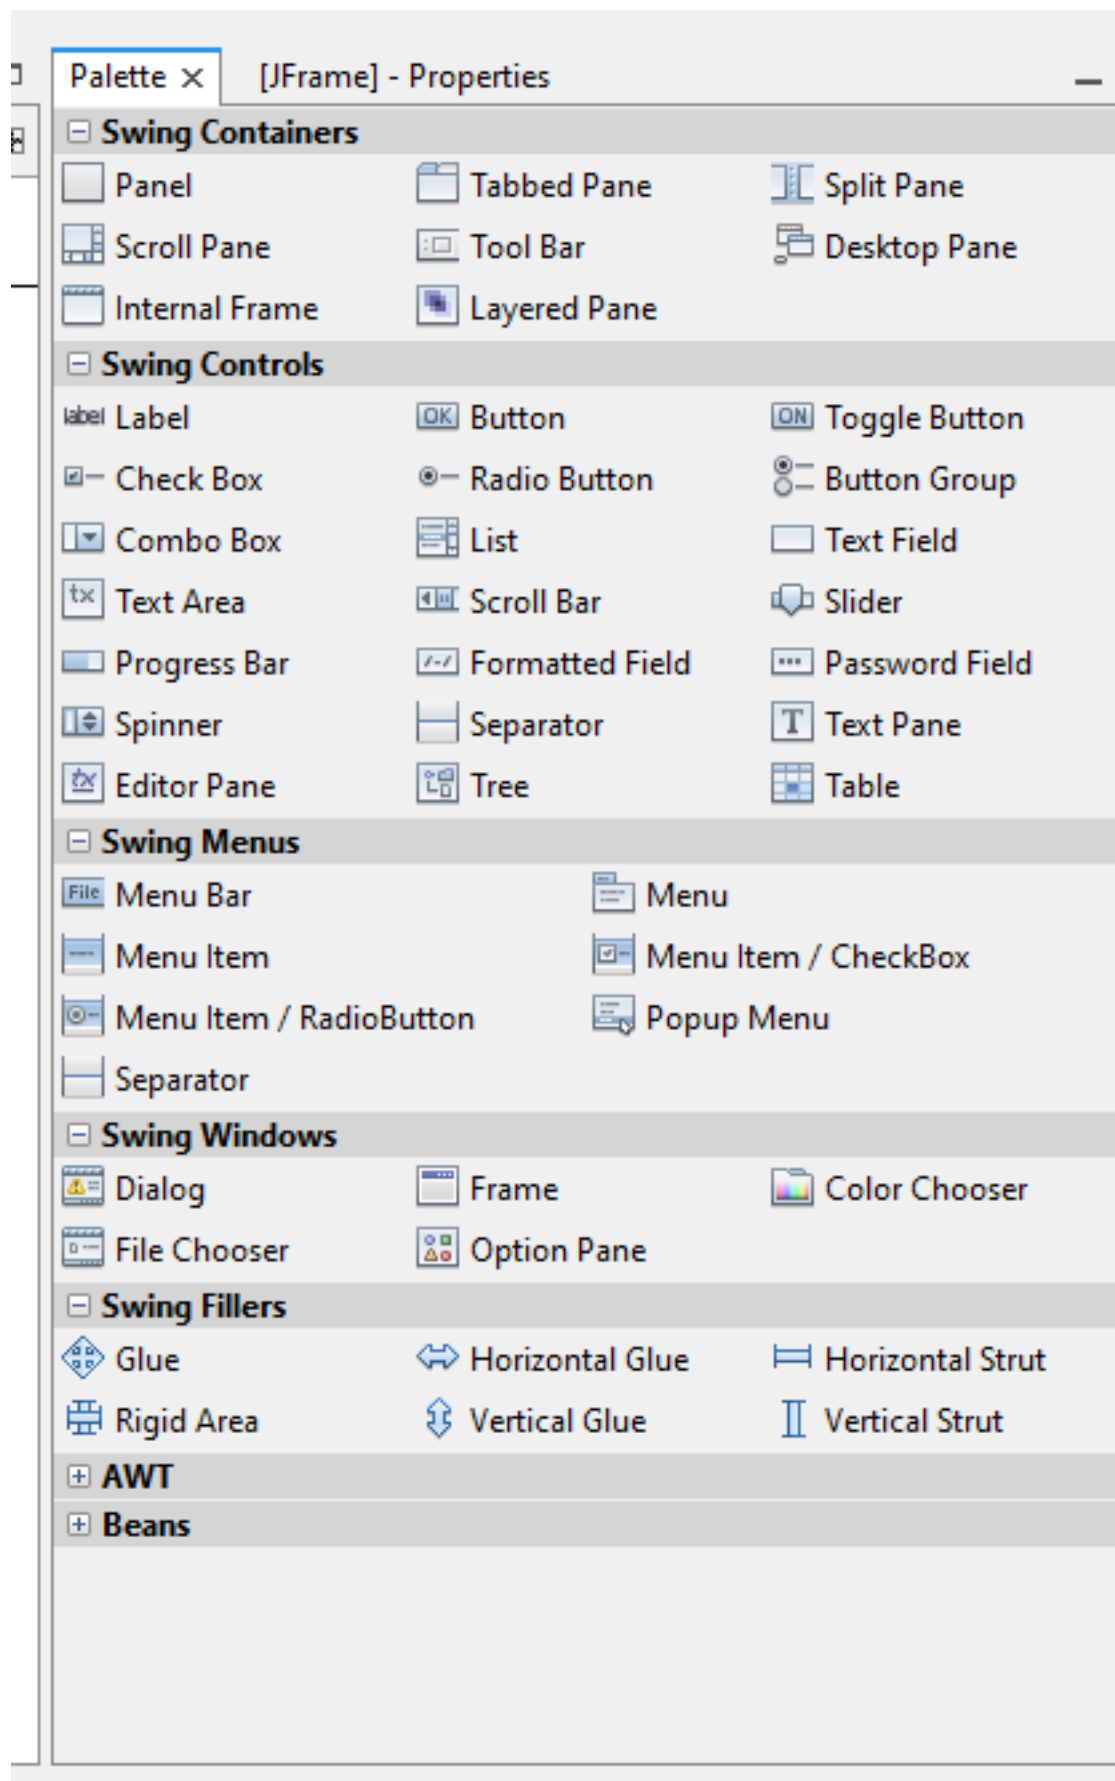 Palette [JFrame] - Properties
Swing Containers
Panel Tabbed Pane Split Pane
Scroll Pane Tool Bar Desktop Pane
Internal Frame Layered Pane
Swing Controls
label Label OK Button ON Toggle Button
Check Box Radio Button Button Group
Combo Box List Text Field
tx Text Area Scroll Bar Slider
Progress Bar Formatted Field Password Field
Spinner Separator T Text Pane
tx Editor Pane Tree Table
Swing Menus
File Menu Bar Menu
Menu Item Menu Item / CheckBox
Menu Item / RadioButton Popup Menu
Separator
Swing Windows
Dialog Frame Color Chooser
File Chooser Option Pane
Swing Fillers
Glue Horizontal Glue Horizontal Strut
Rigid Area Vertical Glue Vertical Strut
AWT
Beans